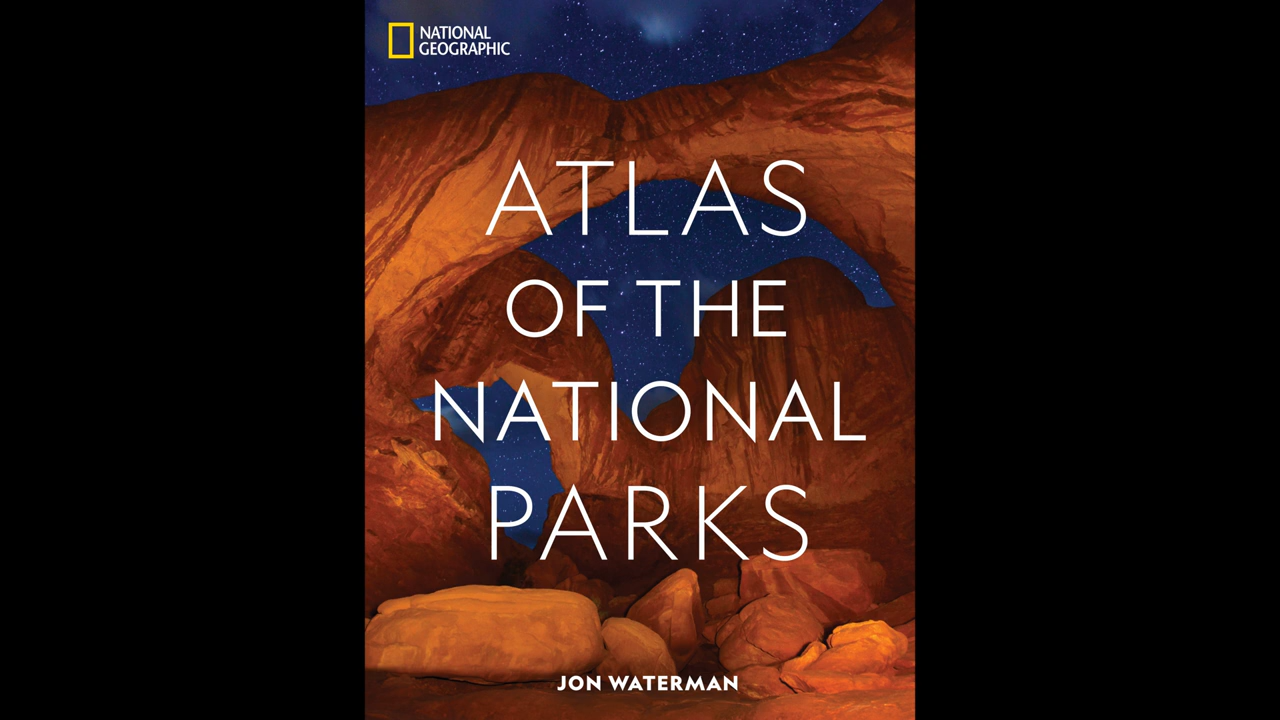 NATIONAL
GEOGRAPHIC
ATLAS
OF THE
NATIONAL
PARKS
JON WATERMAN